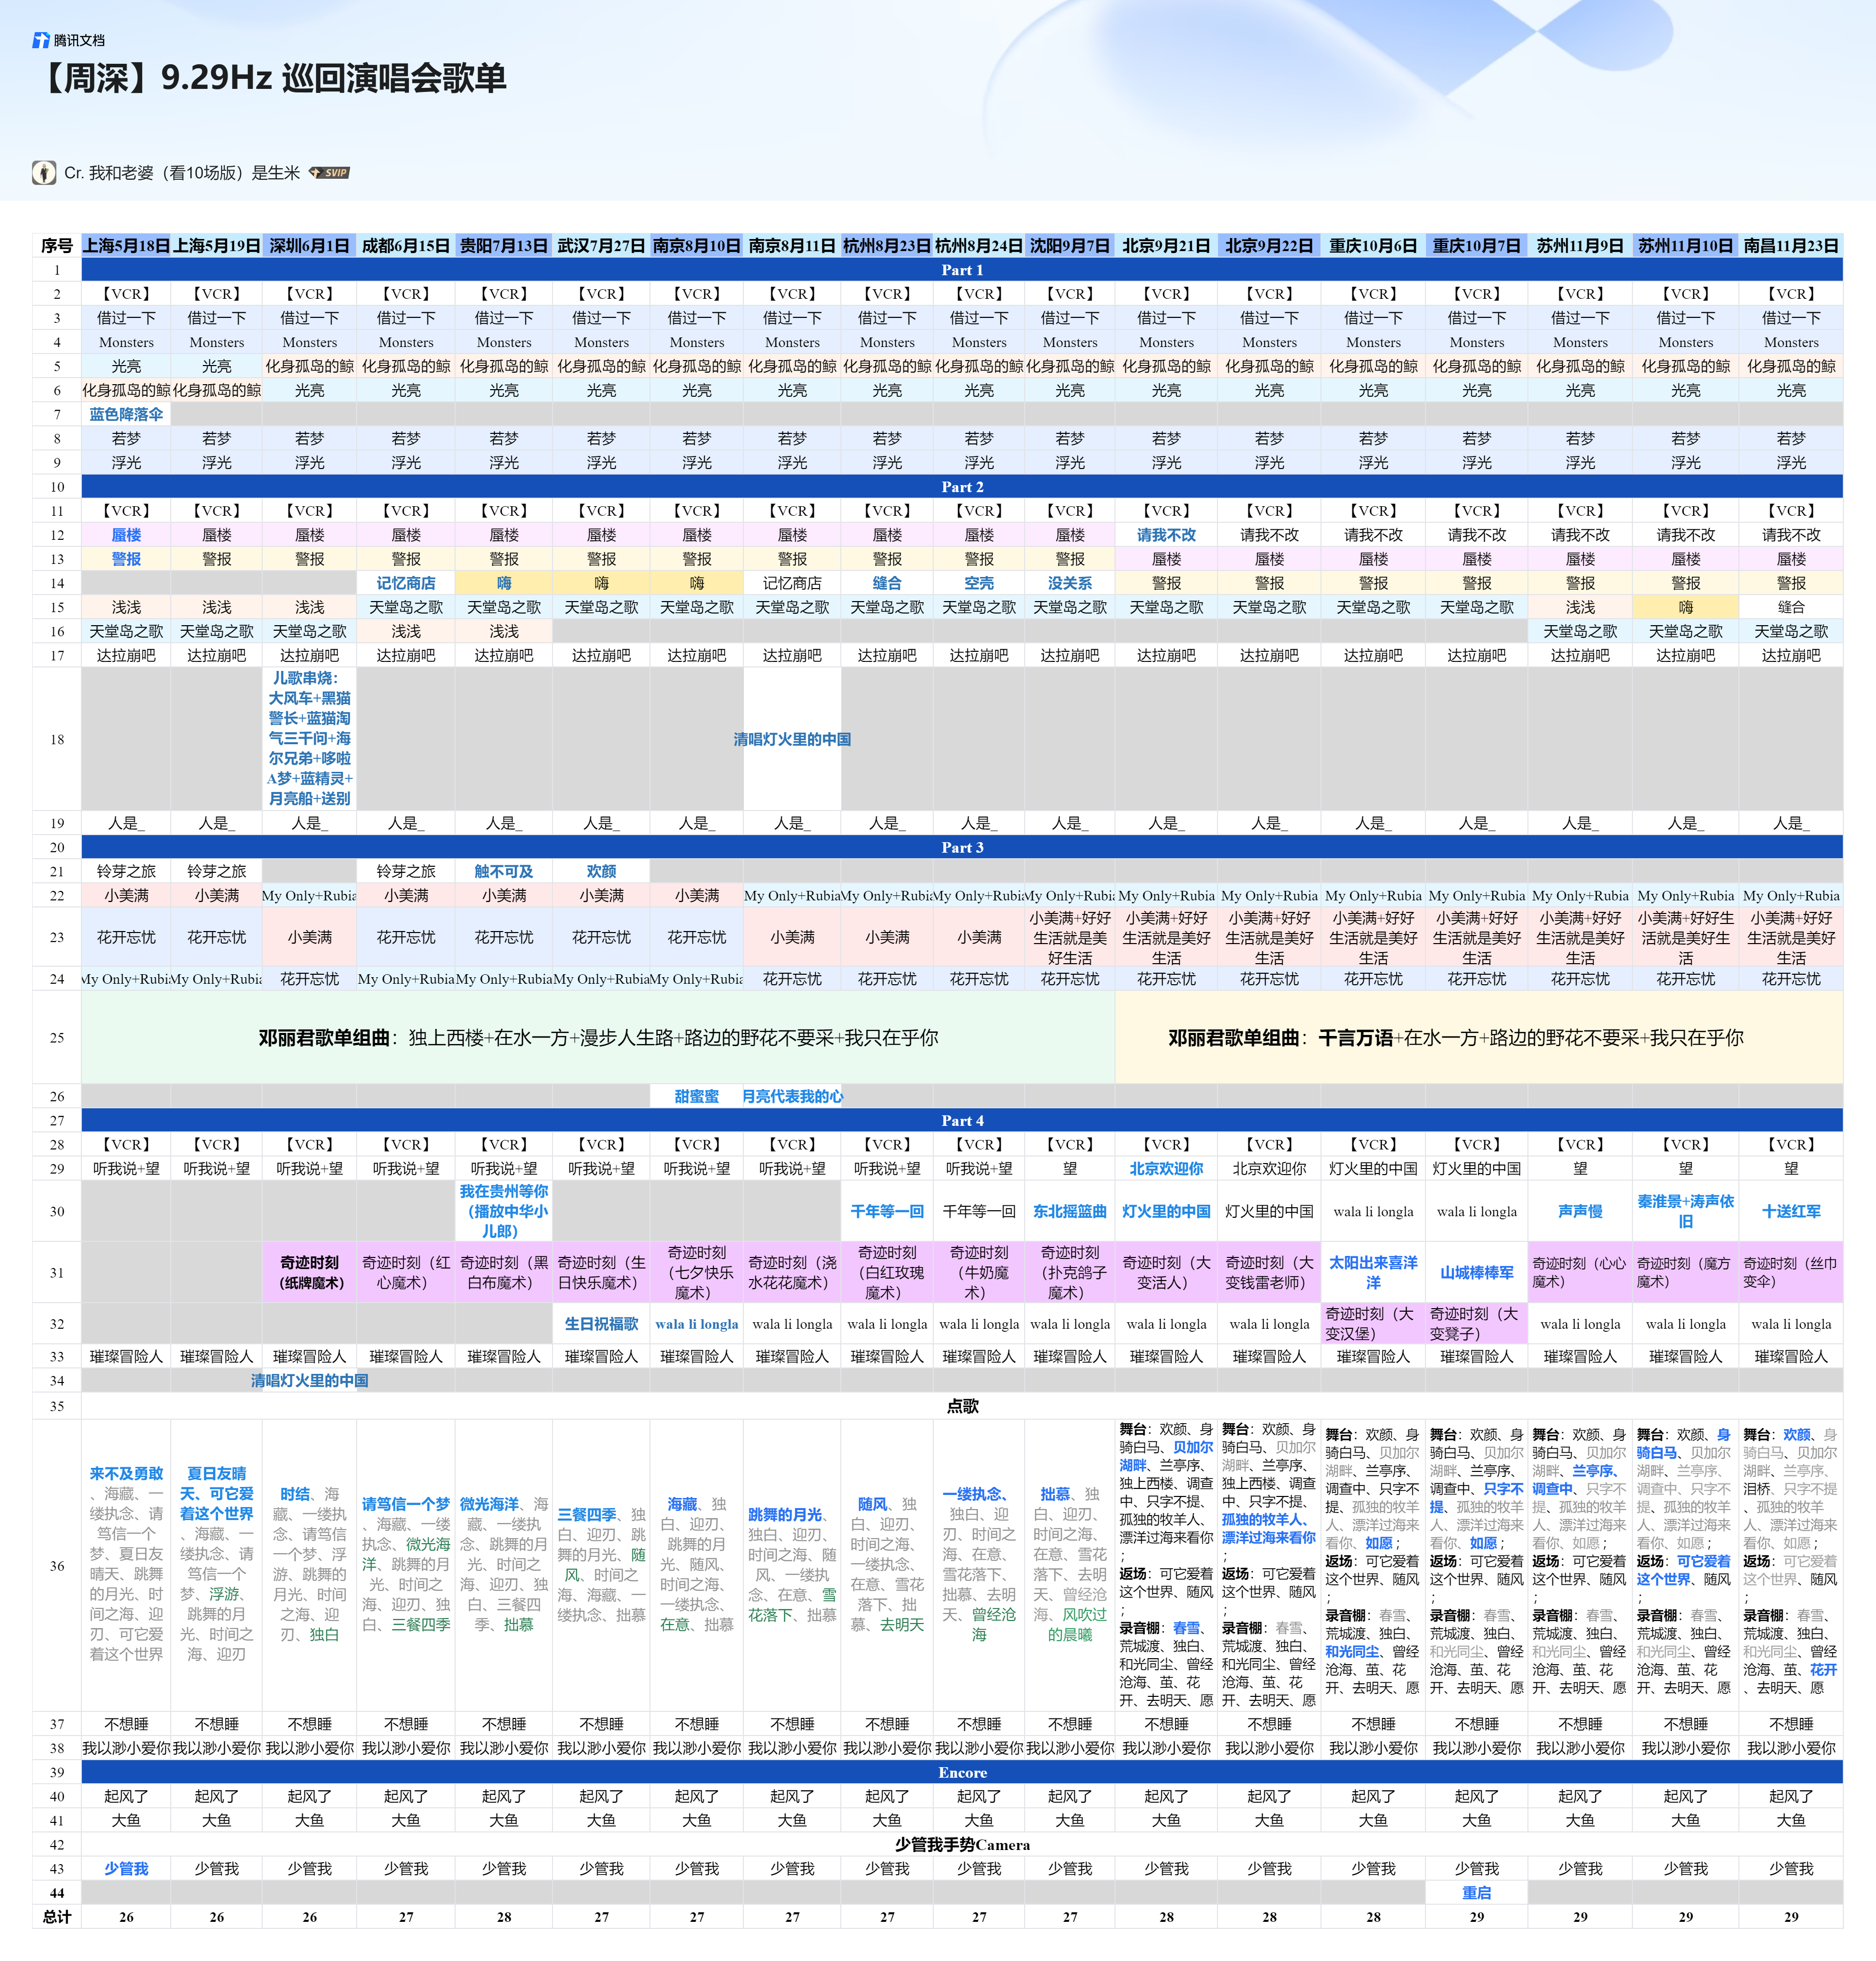 腾讯文档
【周深】9.29Hz 巡回演唱会歌单
Cr. 我和老婆（看10场版）是生米 SVIP
序号 上海5月18日 上海5月19日 深圳6月1日 成都6月15日 贵阳7月13日 武汉7月27日 南京8月10日 南京8月11日 杭州8月23日 杭州8月24日 沈阳9月7日 北京9月21日 北京9月22日 重庆10月6日 重庆10月7日 苏州11月9日 苏州11月10日 南昌11月23日
1 Part 1
2 【VCR】 【VCR】 【VCR】 【VCR】 【VCR】 【VCR】 【VCR】 【VCR】 【VCR】 【VCR】 【VCR】 【VCR】 【VCR】 【VCR】 【VCR】 【VCR】 【VCR】 【VCR】
3 借过一下 借过一下 借过一下 借过一下 借过一下 借过一下 借过一下 借过一下 借过一下 借过一下 借过一下 借过一下 借过一下 借过一下 借过一下 借过一下 借过一下 借过一下
4 Monsters Monsters Monsters Monsters Monsters Monsters Monsters Monsters Monsters Monsters Monsters Monsters Monsters Monsters Monsters Monsters Monsters Monsters
5 光亮 光亮 化身孤岛的鲸 化身孤岛的鲸 化身孤岛的鲸 化身孤岛的鲸 化身孤岛的鲸 化身孤岛的鲸 化身孤岛的鲸 化身孤岛的鲸 化身孤岛的鲸 化身孤岛的鲸 化身孤岛的鲸 化身孤岛的鲸 化身孤岛的鲸 化身孤岛的鲸 化身孤岛的鲸 化身孤岛的鲸
6 化身孤岛的鲸 化身孤岛的鲸 光亮 光亮 光亮 光亮 光亮 光亮 光亮 光亮 光亮 光亮 光亮 光亮 光亮 光亮 光亮 光亮
7 蓝色降落伞
8 若梦 若梦 若梦 若梦 若梦 若梦 若梦 若梦 若梦 若梦 若梦 若梦 若梦 若梦 若梦 若梦 若梦 若梦
9 浮光 浮光 浮光 浮光 浮光 浮光 浮光 浮光 浮光 浮光 浮光 浮光 浮光 浮光 浮光 浮光 浮光 浮光
10 Part 2
11 【VCR】 【VCR】 【VCR】 【VCR】 【VCR】 【VCR】 【VCR】 【VCR】 【VCR】 【VCR】 【VCR】 【VCR】 【VCR】 【VCR】 【VCR】 【VCR】 【VCR】 【VCR】
12 蜃楼 蜃楼 蜃楼 蜃楼 蜃楼 蜃楼 蜃楼 蜃楼 蜃楼 蜃楼 蜃楼 请我不改 请我不改 请我不改 请我不改 请我不改 请我不改 请我不改
13 警报 警报 警报 警报 警报 警报 警报 警报 警报 警报 警报 蜃楼 蜃楼 蜃楼 蜃楼 蜃楼 蜃楼 蜃楼
14 记忆商店 嗨 嗨 嗨 记忆商店 缝合 空壳 没关系 警报 警报 警报 警报 警报 警报 警报
15 浅浅 浅浅 浅浅 天堂岛之歌 天堂岛之歌 天堂岛之歌 天堂岛之歌 天堂岛之歌 天堂岛之歌 天堂岛之歌 天堂岛之歌 天堂岛之歌 天堂岛之歌 天堂岛之歌 天堂岛之歌 浅浅 嗨 缝合
16 天堂岛之歌 天堂岛之歌 天堂岛之歌 浅浅 浅浅 天堂岛之歌 天堂岛之歌 天堂岛之歌
17 达拉崩吧 达拉崩吧 达拉崩吧 达拉崩吧 达拉崩吧 达拉崩吧 达拉崩吧 达拉崩吧 达拉崩吧 达拉崩吧 达拉崩吧 达拉崩吧 达拉崩吧 达拉崩吧 达拉崩吧 达拉崩吧 达拉崩吧 达拉崩吧
18
儿歌串烧：
大风车+黑猫
警长+蓝猫淘
气三千问+海
尔兄弟+哆啦
A梦+蓝精灵+
月亮船+送别
清唱灯火里的中国
19 人是_ 人是_ 人是_ 人是_ 人是_ 人是_ 人是_ 人是_ 人是_ 人是_ 人是_ 人是_ 人是_ 人是_ 人是_ 人是_ 人是_ 人是_
20 Part 3
21 铃芽之旅 铃芽之旅 铃芽之旅 触不可及 欢颜
22 小美满 小美满 My Only+Rubia 小美满 小美满 小美满 小美满 My Only+Rubia My Only+Rubia My Only+Rubia My Only+Rubia My Only+Rubia My Only+Rubia My Only+Rubia My Only+Rubia My Only+Rubia My Only+Rubia My Only+Rubia
23 花开忘忧 花开忘忧 小美满 花开忘忧 花开忘忧 花开忘忧 花开忘忧 小美满 小美满 小美满
小美满+好好
生活就是美
好生活
小美满+好好
生活就是美好
生活
小美满+好好
生活就是美好
生活
小美满+好好
生活就是美好
生活
小美满+好好
生活就是美好
生活
小美满+好好
生活就是美好
生活
小美满+好好生
活就是美好生
活
小美满+好好
生活就是美好
生活
24 My Only+Rubia My Only+Rubia 花开忘忧 My Only+Rubia My Only+Rubia My Only+Rubia My Only+Rubia 花开忘忧 花开忘忧 花开忘忧 花开忘忧 花开忘忧 花开忘忧 花开忘忧 花开忘忧 花开忘忧 花开忘忧 花开忘忧
25 邓丽君歌单组曲：独上西楼+在水一方+漫步人生路+路边的野花不要采+我只在乎你 邓丽君歌单组曲：千言万语+在水一方+路边的野花不要采+我只在乎你
26 甜蜜蜜 月亮代表我的心
27 Part 4
28 【VCR】 【VCR】 【VCR】 【VCR】 【VCR】 【VCR】 【VCR】 【VCR】 【VCR】 【VCR】 【VCR】 【VCR】 【VCR】 【VCR】 【VCR】 【VCR】 【VCR】 【VCR】
29 听我说+望 听我说+望 听我说+望 听我说+望 听我说+望 听我说+望 听我说+望 听我说+望 听我说+望 听我说+望 望 北京欢迎你 北京欢迎你 灯火里的中国 灯火里的中国 望 望 望
30
我在贵州等你
（播放中华小
儿郎）
千年等一回 千年等一回 东北摇篮曲 灯火里的中国 灯火里的中国 wala li longla wala li longla 声声慢
秦淮景+涛声依
旧
十送红军
31
奇迹时刻
（纸牌魔术）
奇迹时刻（红
心魔术）
奇迹时刻（黑
白布魔术）
奇迹时刻（生
日快乐魔术）
奇迹时刻
（七夕快乐
魔术）
奇迹时刻（浇
水花花魔术）
奇迹时刻
（白红玫瑰
魔术）
奇迹时刻
（牛奶魔
术）
奇迹时刻
（扑克鸽子
魔术）
奇迹时刻（大
变活人）
奇迹时刻（大
变钱雷老师）
太阳出来喜洋
洋
山城棒棒军
奇迹时刻（心心
魔术）
奇迹时刻（魔方
魔术）
奇迹时刻（丝巾
变伞）
32 生日祝福歌 wala li longla wala li longla wala li longla wala li longla wala li longla wala li longla wala li longla
奇迹时刻（大
变汉堡）
奇迹时刻（大
变凳子）
wala li longla wala li longla wala li longla
33 璀璨冒险人 璀璨冒险人 璀璨冒险人 璀璨冒险人 璀璨冒险人 璀璨冒险人 璀璨冒险人 璀璨冒险人 璀璨冒险人 璀璨冒险人 璀璨冒险人 璀璨冒险人 璀璨冒险人 璀璨冒险人 璀璨冒险人 璀璨冒险人 璀璨冒险人 璀璨冒险人
34 清唱灯火里的中国
35 点歌
36
来不及勇敢
、海藏、一
缕执念、请
笃信一个
梦、夏日友
晴天、跳舞
的月光、时
间之海、迎
刃、可它爱
着这个世界
夏日友晴
天、可它爱
着这个世界
、海藏、一
缕执念、请
笃信一个
梦、浮游、
跳舞的月
光、时间之
海、迎刃
时结、海
藏、一缕执
念、请笃信
一个梦、浮
游、跳舞的
月光、时间
之海、迎
刃、独白
请笃信一个梦
、海藏、一缕
执念、微光海
洋、跳舞的月
光、时间之
海、迎刃、独
白、三餐四季
微光海洋、海
藏、一缕执
念、跳舞的月
光、时间之
海、迎刃、独
白、三餐四
季、拙慕
三餐四季、独
白、迎刃、跳
舞的月光、随
风、时间之
海、海藏、一
缕执念、拙慕
海藏、独
白、迎刃、
跳舞的月
光、随风、
时间之海、
一缕执念、
在意、拙慕
跳舞的月光、
独白、迎刃、
时间之海、随
风、一缕执
念、在意、雪
花落下、拙慕
随风、独
白、迎刃、
时间之海、
一缕执念、
在意、雪花
落下、拙
慕、去明天
一缕执念、
独白、迎
刃、时间之
海、在意、
雪花落下、
拙慕、去明
天、曾经沧
海
拙慕、独
白、迎刃、
时间之海、
在意、雪花
落下、去明
天、曾经沧
海、风吹过
的晨曦
舞台：欢颜、身
骑白马、贝加尔
湖畔、兰亭序、
独上西楼、调查
中、只字不提、
孤独的牧羊人、
漂洋过海来看你
；
返场：可它爱着
这个世界、随风
；
录音棚：春雪、
荒城渡、独白、
和光同尘、曾经
沧海、茧、花
开、去明天、愿
舞台：欢颜、身
骑白马、贝加尔
湖畔、兰亭序、
独上西楼、调查
中、只字不提、
孤独的牧羊人、
漂洋过海来看你
；
返场：可它爱着
这个世界、随风
；
录音棚：春雪、
荒城渡、独白、
和光同尘、曾经
沧海、茧、花
开、去明天、愿
舞台：欢颜、身
骑白马、贝加尔
湖畔、兰亭序、
调查中、只字不
提、孤独的牧羊
人、漂洋过海来
看你、如愿；
返场：可它爱着
这个世界、随风
；
录音棚：春雪、
荒城渡、独白、
和光同尘、曾经
沧海、茧、花
开、去明天、愿
舞台：欢颜、身
骑白马、贝加尔
湖畔、兰亭序、
调查中、只字不
提、孤独的牧羊
人、漂洋过海来
看你、如愿；
返场：可它爱着
这个世界、随风
；
录音棚：春雪、
荒城渡、独白、
和光同尘、曾经
沧海、茧、花
开、去明天、愿
舞台：欢颜、身
骑白马、贝加尔
湖畔、兰亭序、
调查中、只字不
提、孤独的牧羊
人、漂洋过海来
看你、如愿；
返场：可它爱着
这个世界、随风
；
录音棚：春雪、
荒城渡、独白、
和光同尘、曾经
沧海、茧、花
开、去明天、愿
舞台：欢颜、身
骑白马、贝加尔
湖畔、兰亭序、
调查中、只字不
提、孤独的牧羊
人、漂洋过海来
看你、如愿；
返场：可它爱着
这个世界、随风
；
录音棚：春雪、
荒城渡、独白、
和光同尘、曾经
沧海、茧、花
开、去明天、愿
舞台：欢颜、身
骑白马、贝加尔
湖畔、兰亭序、
泪桥、只字不提
、孤独的牧羊
人、漂洋过海来
看你、如愿；
返场：可它爱着
这个世界、随风
；
录音棚：春雪、
荒城渡、独白、
和光同尘、曾经
沧海、茧、花开
、去明天、愿
37 不想睡 不想睡 不想睡 不想睡 不想睡 不想睡 不想睡 不想睡 不想睡 不想睡 不想睡 不想睡 不想睡 不想睡 不想睡 不想睡 不想睡 不想睡
38 我以渺小爱你 我以渺小爱你 我以渺小爱你 我以渺小爱你 我以渺小爱你 我以渺小爱你 我以渺小爱你 我以渺小爱你 我以渺小爱你 我以渺小爱你 我以渺小爱你 我以渺小爱你 我以渺小爱你 我以渺小爱你 我以渺小爱你 我以渺小爱你 我以渺小爱你 我以渺小爱你
39 Encore
40 起风了 起风了 起风了 起风了 起风了 起风了 起风了 起风了 起风了 起风了 起风了 起风了 起风了 起风了 起风了 起风了 起风了 起风了
41 大鱼 大鱼 大鱼 大鱼 大鱼 大鱼 大鱼 大鱼 大鱼 大鱼 大鱼 大鱼 大鱼 大鱼 大鱼 大鱼 大鱼 大鱼
42 少管我手势Camera
43 少管我 少管我 少管我 少管我 少管我 少管我 少管我 少管我 少管我 少管我 少管我 少管我 少管我 少管我 少管我 少管我 少管我 少管我
44 重启
总计 26 26 26 27 28 27 27 27 27 27 27 28 28 28 29 29 29 29